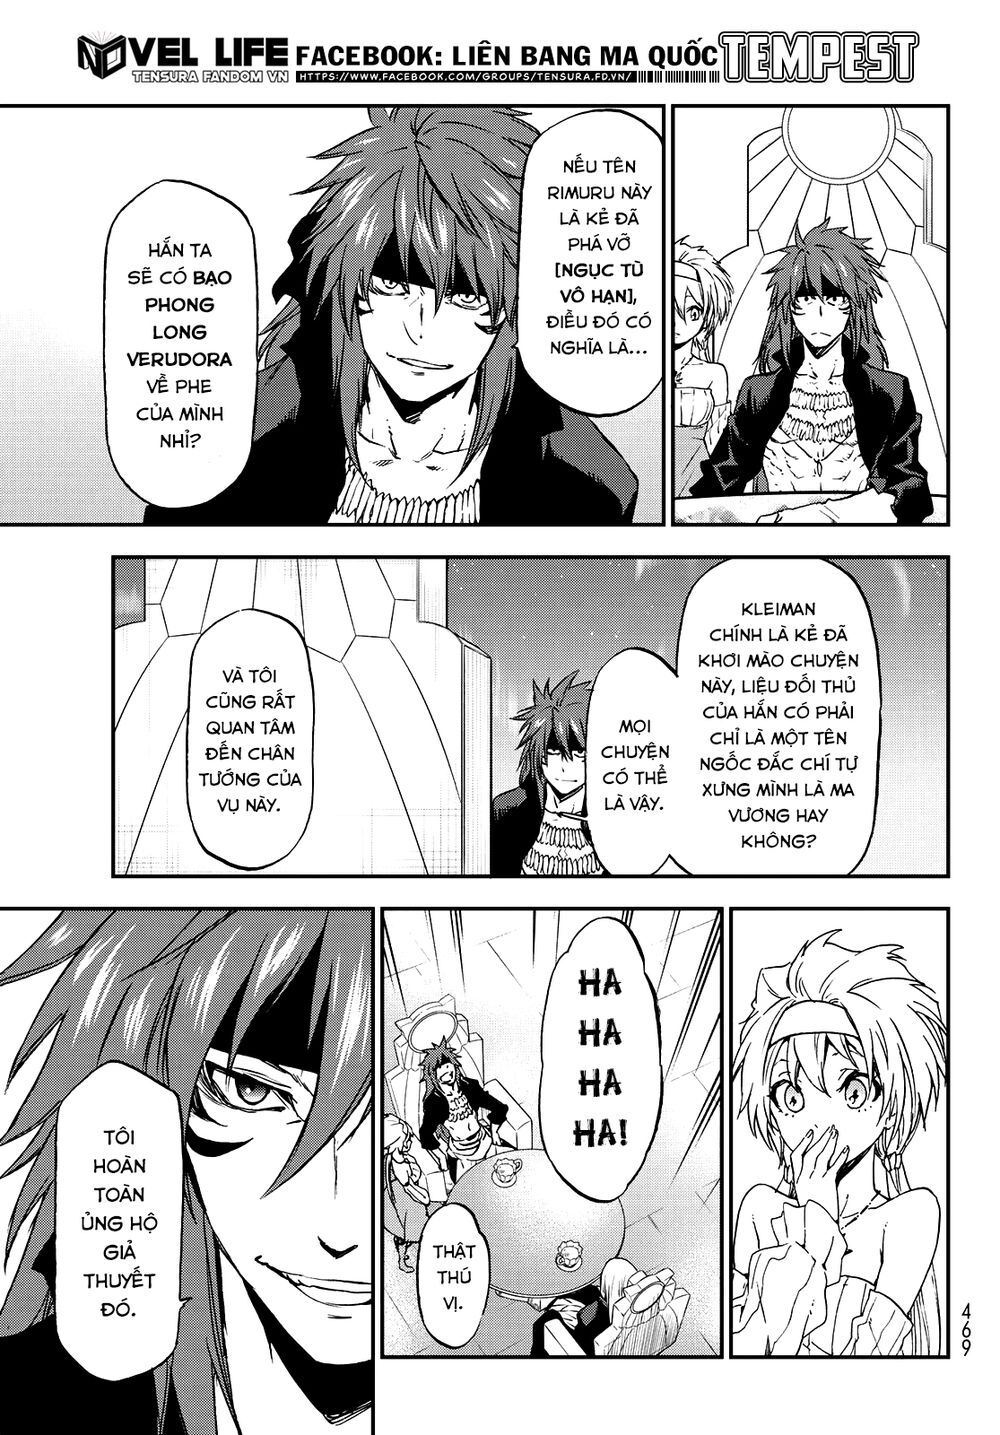 NOVEL LIFE
TENSURA FANDOM VN
FACEBOOK: LIÊN BANG MA QUỐC
HTTPS://WWW.FACEBOOK.COM/GROUPS/TENSURA.FD.VN/
TEMPEST
NẾU TÊN
RIMURU NÀY
LÀ KẺ ĐÃ
PHÁ VỠ
[NGỤC TÙ
VÔ HẠN],
ĐIỀU ĐÓ CÓ
NGHĨA LÀ...
HẮN TA
SẼ CÓ BẠO
PHONG
LONG
VERUDORA
VỀ PHE
CỦA MÌNH
NHỈ?
KLEIMAN
CHÍNH LÀ KẺ ĐÃ
KHƠI MÀO CHUYỆN
NÀY, LIỆU ĐỐI THỦ
CỦA HẮN CÓ PHẢI
CHỈ LÀ MỘT TÊN
NGỐC ĐẮC CHÍ TỰ
XƯNG MÌNH LÀ MA
VƯƠNG HAY
KHÔNG?
MỌI
CHUYỆN
CÓ THỂ
LÀ VẬY.
VÀ TÔI
CŨNG RẤT
QUAN TÂM
ĐẾN CHÂN
TƯỚNG CỦA
VỤ NÀY.
HA
HA
HA
HA!
THẬT
THÚ
VỊ.
TÔI
HOÀN
TOÀN
ỦNG HỘ
GIẢ
THUYẾT
ĐÓ.
469